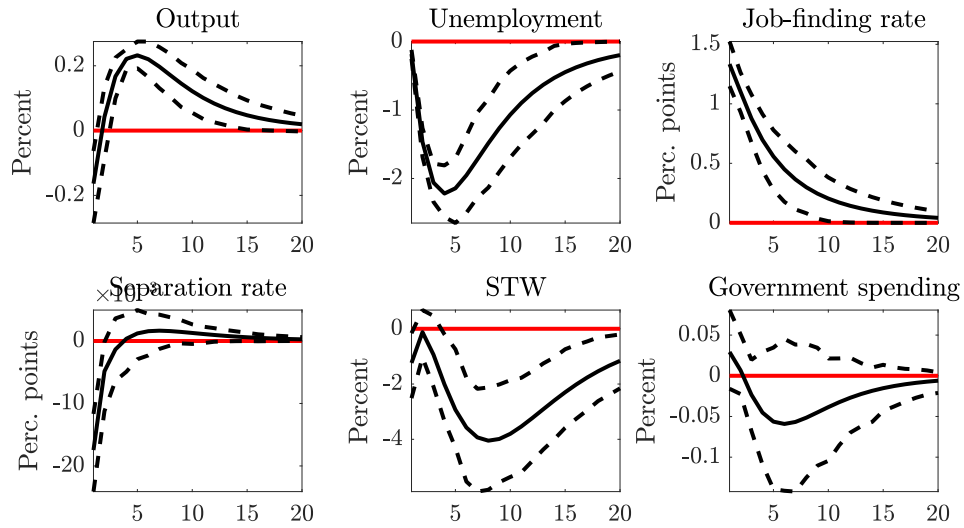 Output
Unemployment
Job-finding rate
Percent
0.2
0
-0.2
5 10 15 20
Percent
0
-1
-2
5 10 15 20
Perc. points
1.5
1
0.5
0
5 10 15 20
Separation rate
STW
Government spending
Perc. points
0
-10
-20
5 10 15 20
Percent
0
-2
-4
5 10 15 20
Percent
0.05
0
-0.05
-0.1
5 10 15 20